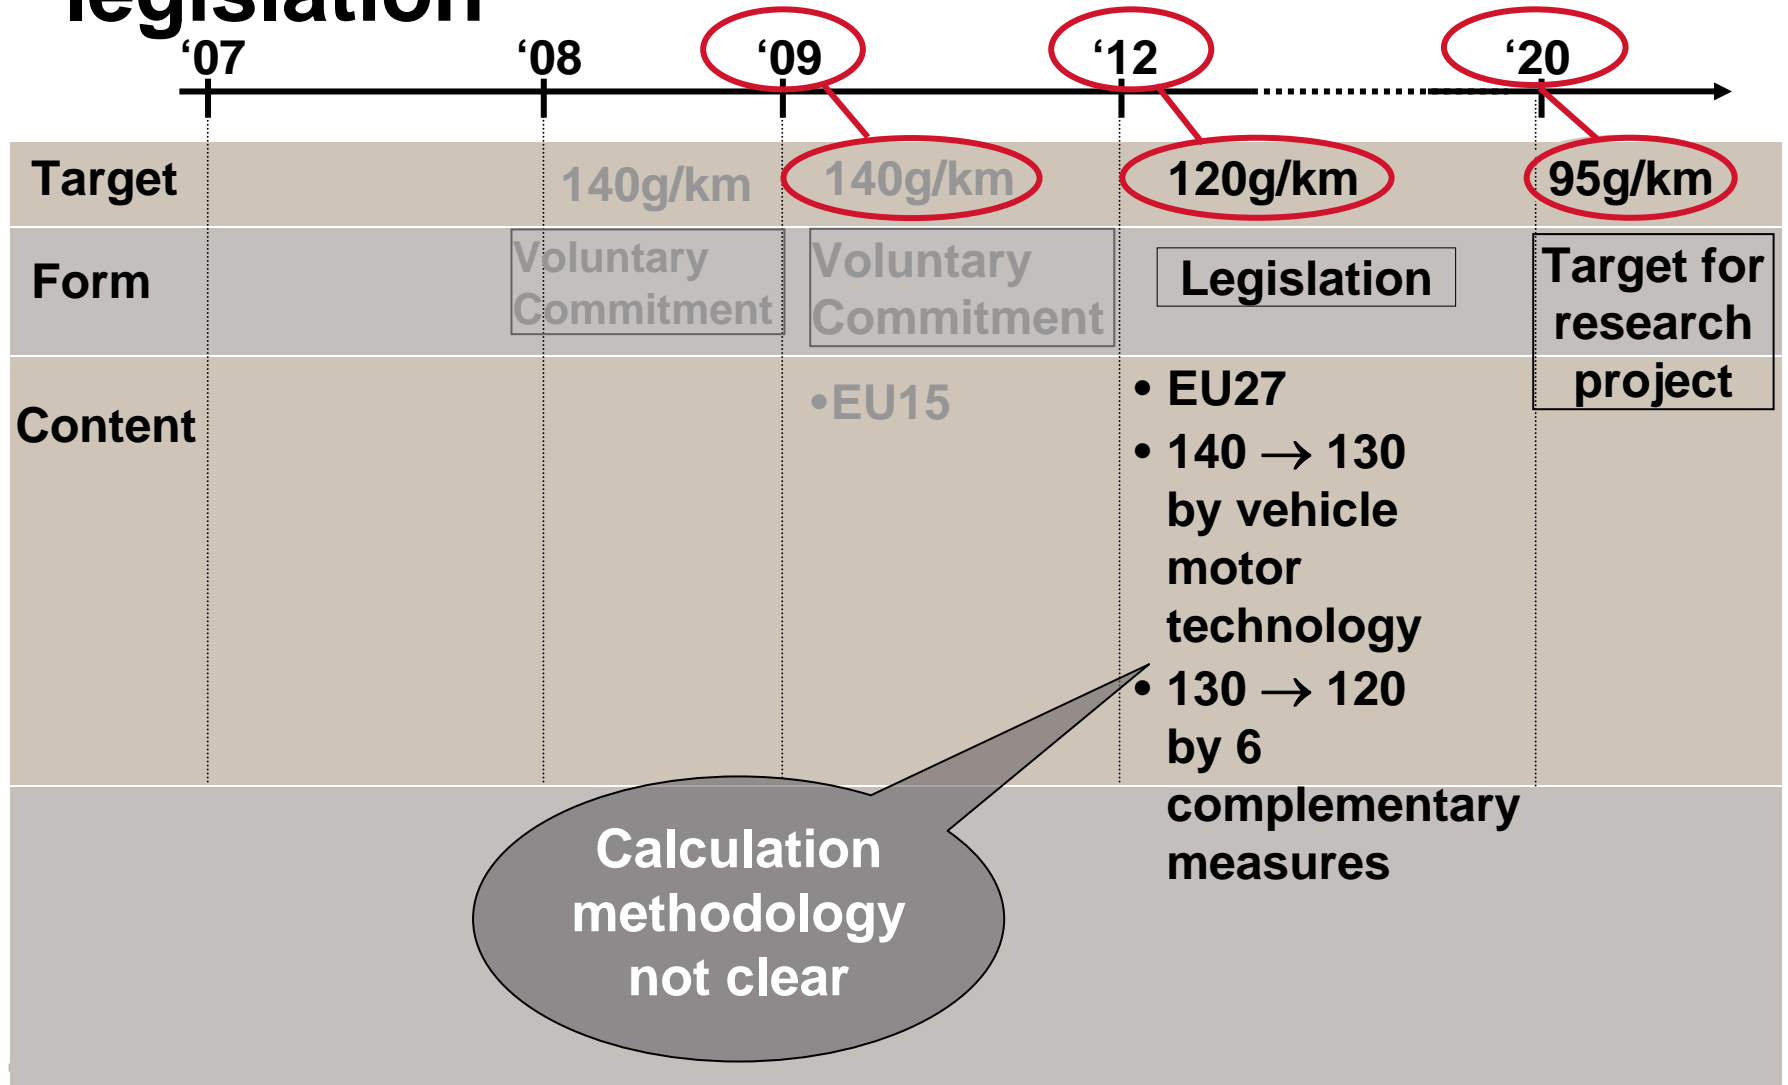 legislation
‘07 ‘08 ‘09 ‘12 ‘20
Target 140g/km 140g/km 120g/km 95g/km
Form
Voluntary
Commitment
Voluntary
Commitment
Legislation
Target for
research
project
Content
•EU15
• EU27
• 140 → 130
by vehicle
motor
technology
• 130 → 120
by 6
complementary
measures
Calculation
methodology
not clear